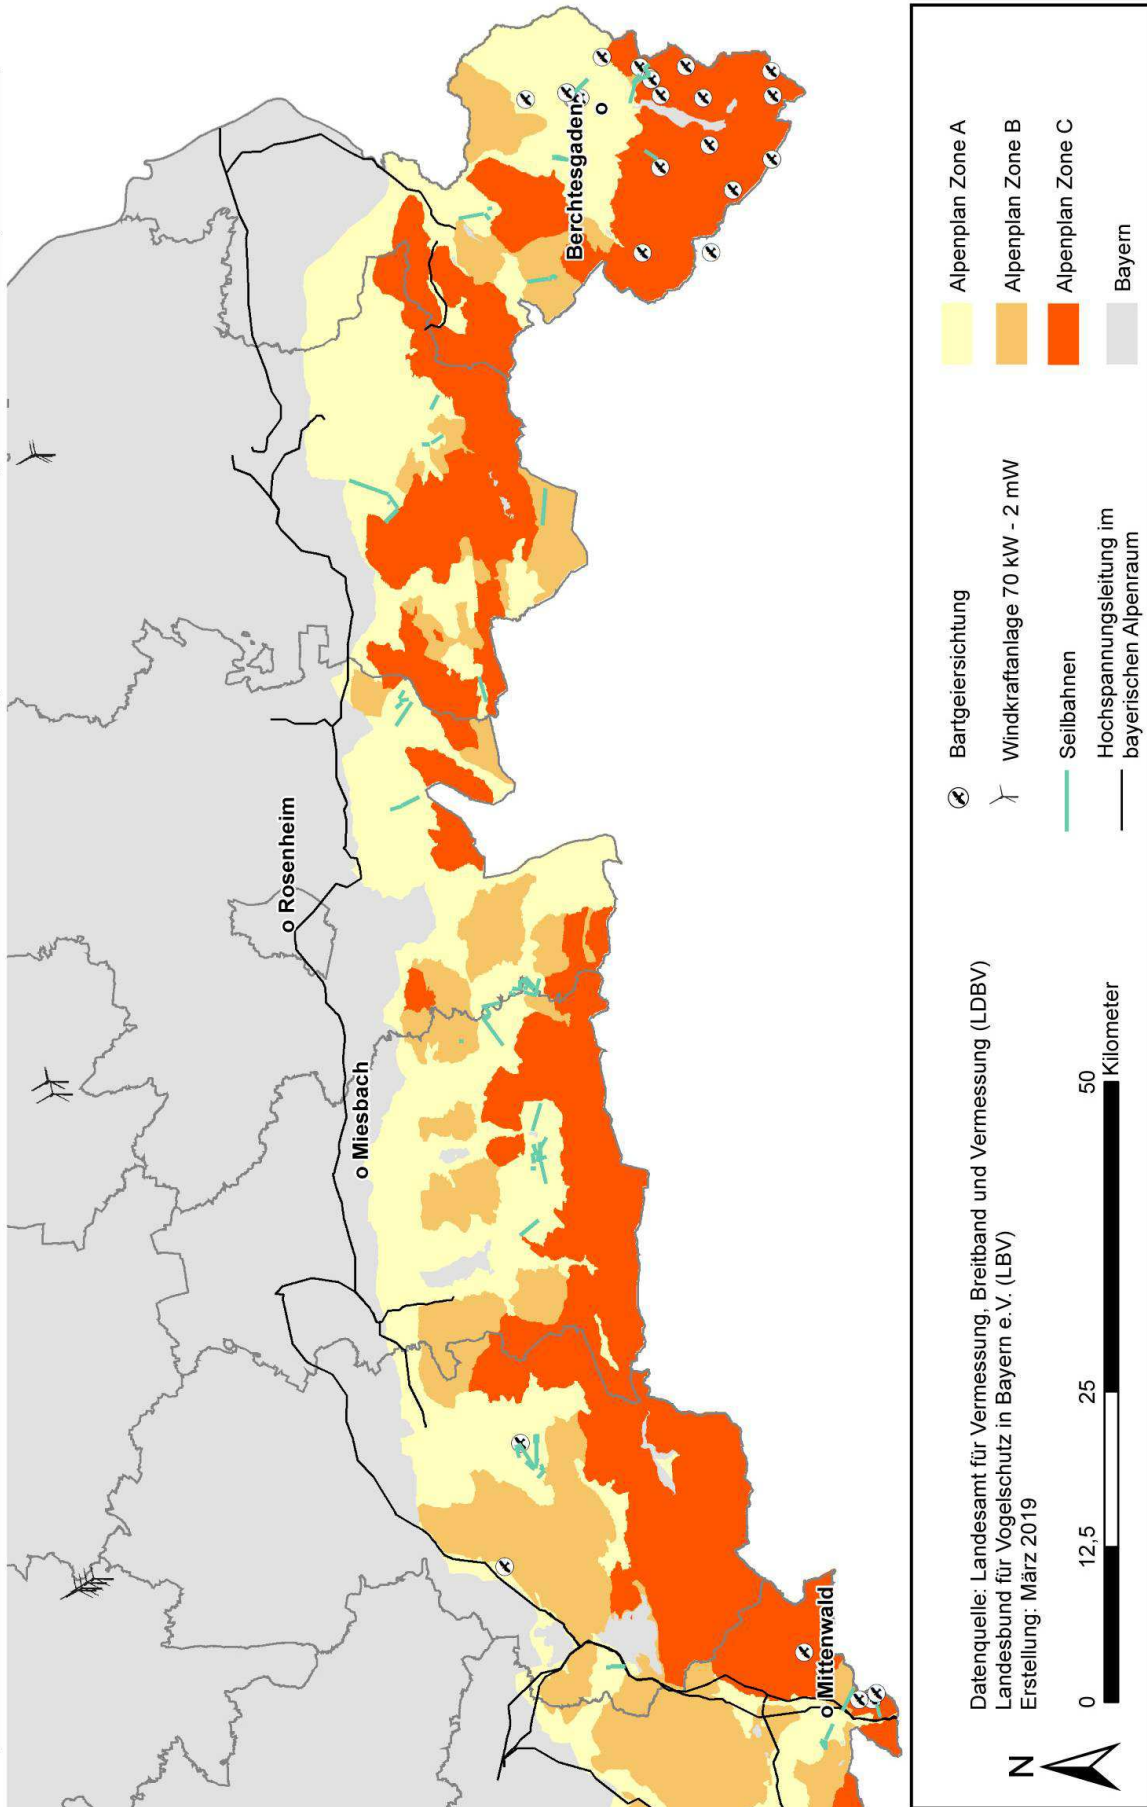 Berchtesgaden
Rosenheim
Miesbach
Mittenwald
N
0
12,5
25
50
Kilometer
Datenquelle: Landesamt für Vermessung, Breitband und Vermessung (LDBV)
Landesbund für Vogelschutz in Bayern e.V. (LBV)
Erstellung: März 2019
Bartgeiersichtung
Windkraftanlage 70 kW - 2 mW
Seilbahnen
Hochspannungsleitung im
bayerischen Alpenraum
Alpenplan Zone A
Alpenplan Zone B
Alpenplan Zone C
Bayern